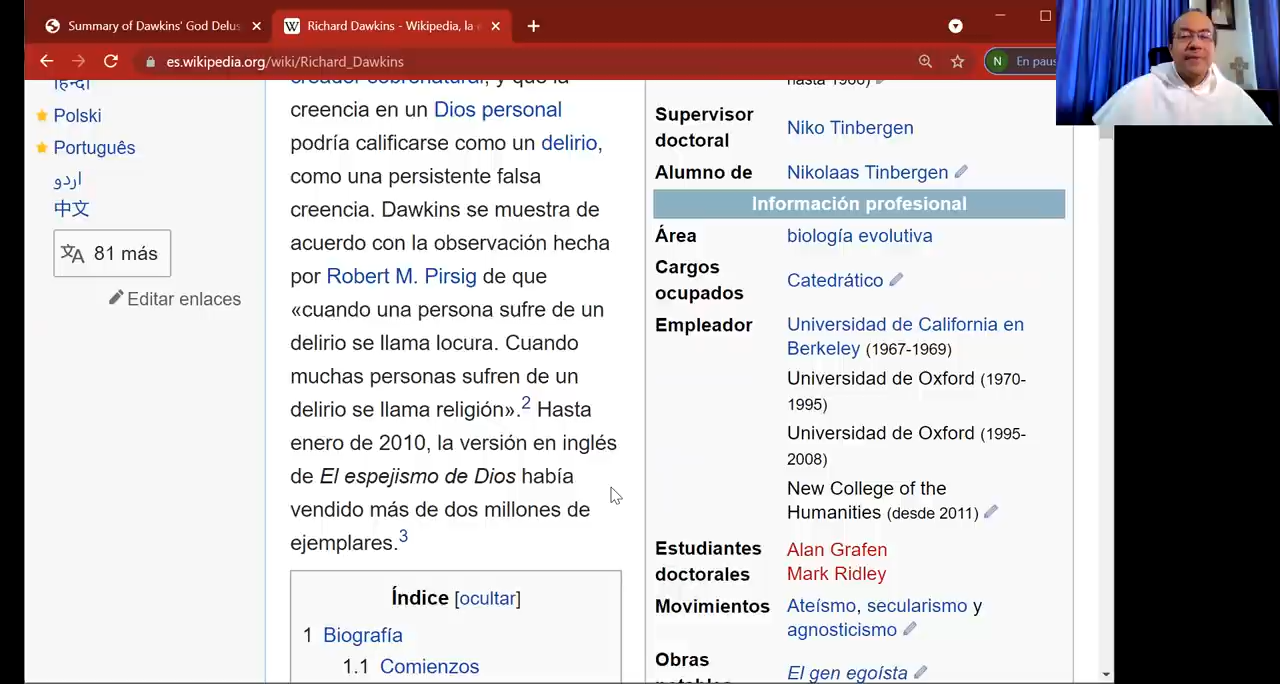 Summary of Dawkins' God Delus
Richard Dawkins - Wikipedia, la
es.wikipedia.org/wiki/Richard_Dawkins
N En paus
हिन्दी
Polski
Português
اردو
中文
81 más
Editar enlaces
creador sobrenatural, y que la
creencia en un Dios personal
podría calificarse como un delirio,
como una persistente falsa
creencia. Dawkins se muestra de
acuerdo con la observación hecha
por Robert M. Pirsig de que
«cuando una persona sufre de un
delirio se llama locura. Cuando
muchas personas sufren de un
delirio se llama religión».2 Hasta
enero de 2010, la versión en inglés
de El espejismo de Dios había
vendido más de dos millones de
ejemplares.3
Índice [ocultar]
1 Biografía
1.1 Comienzos
hasta 1966)
Supervisor doctoral Niko Tinbergen
Alumno de Nikolaas Tinbergen
Información profesional
Área biología evolutiva
Cargos ocupados Catedrático
Empleador Universidad de California en
Berkeley (1967-1969)
Universidad de Oxford (1970-
1995)
Universidad de Oxford (1995-
2008)
New College of the
Humanities (desde 2011)
Estudiantes Alan Grafen
doctorales Mark Ridley
Movimientos Ateísmo, secularismo y
agnosticismo
Obras El gen egoísta
notables